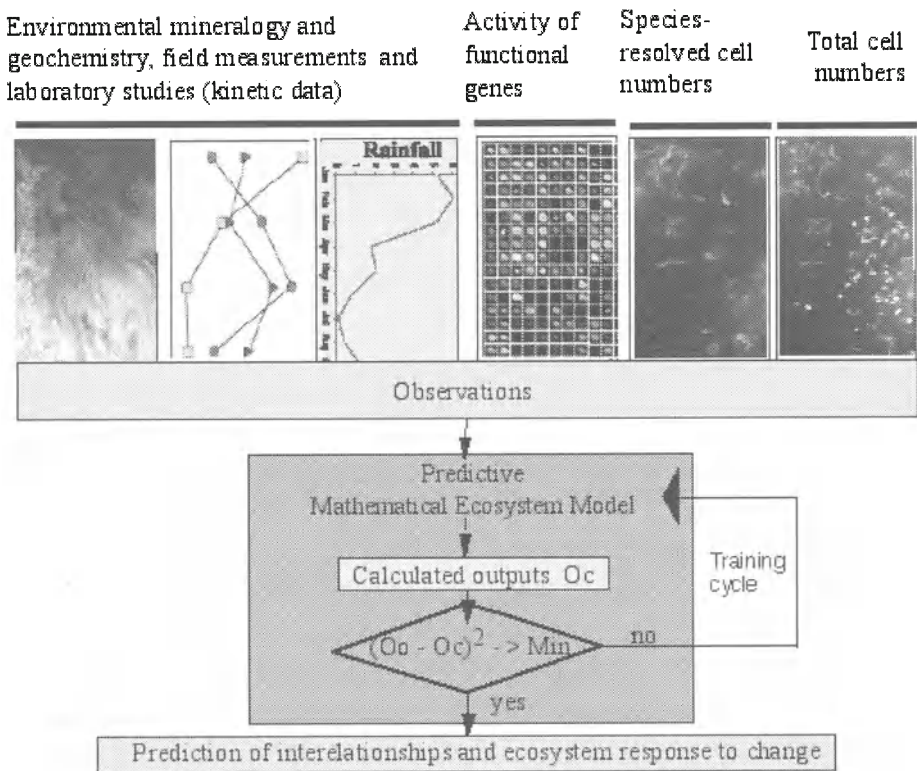 Environmental mineralogy and
geochemistry, field measurements and
laboratory studies (kinetic data)
Activity of
functional
genes
Species-
resolved cell
numbers
Total cell
numbers
Rainfall
Observations
Predictive
Mathematical Ecosystem Model
Calculated outputs Oc
(Oo - Oc)² -> Min
no
Training
cycle
yes
Prediction of interelationships and ecosystem response to change